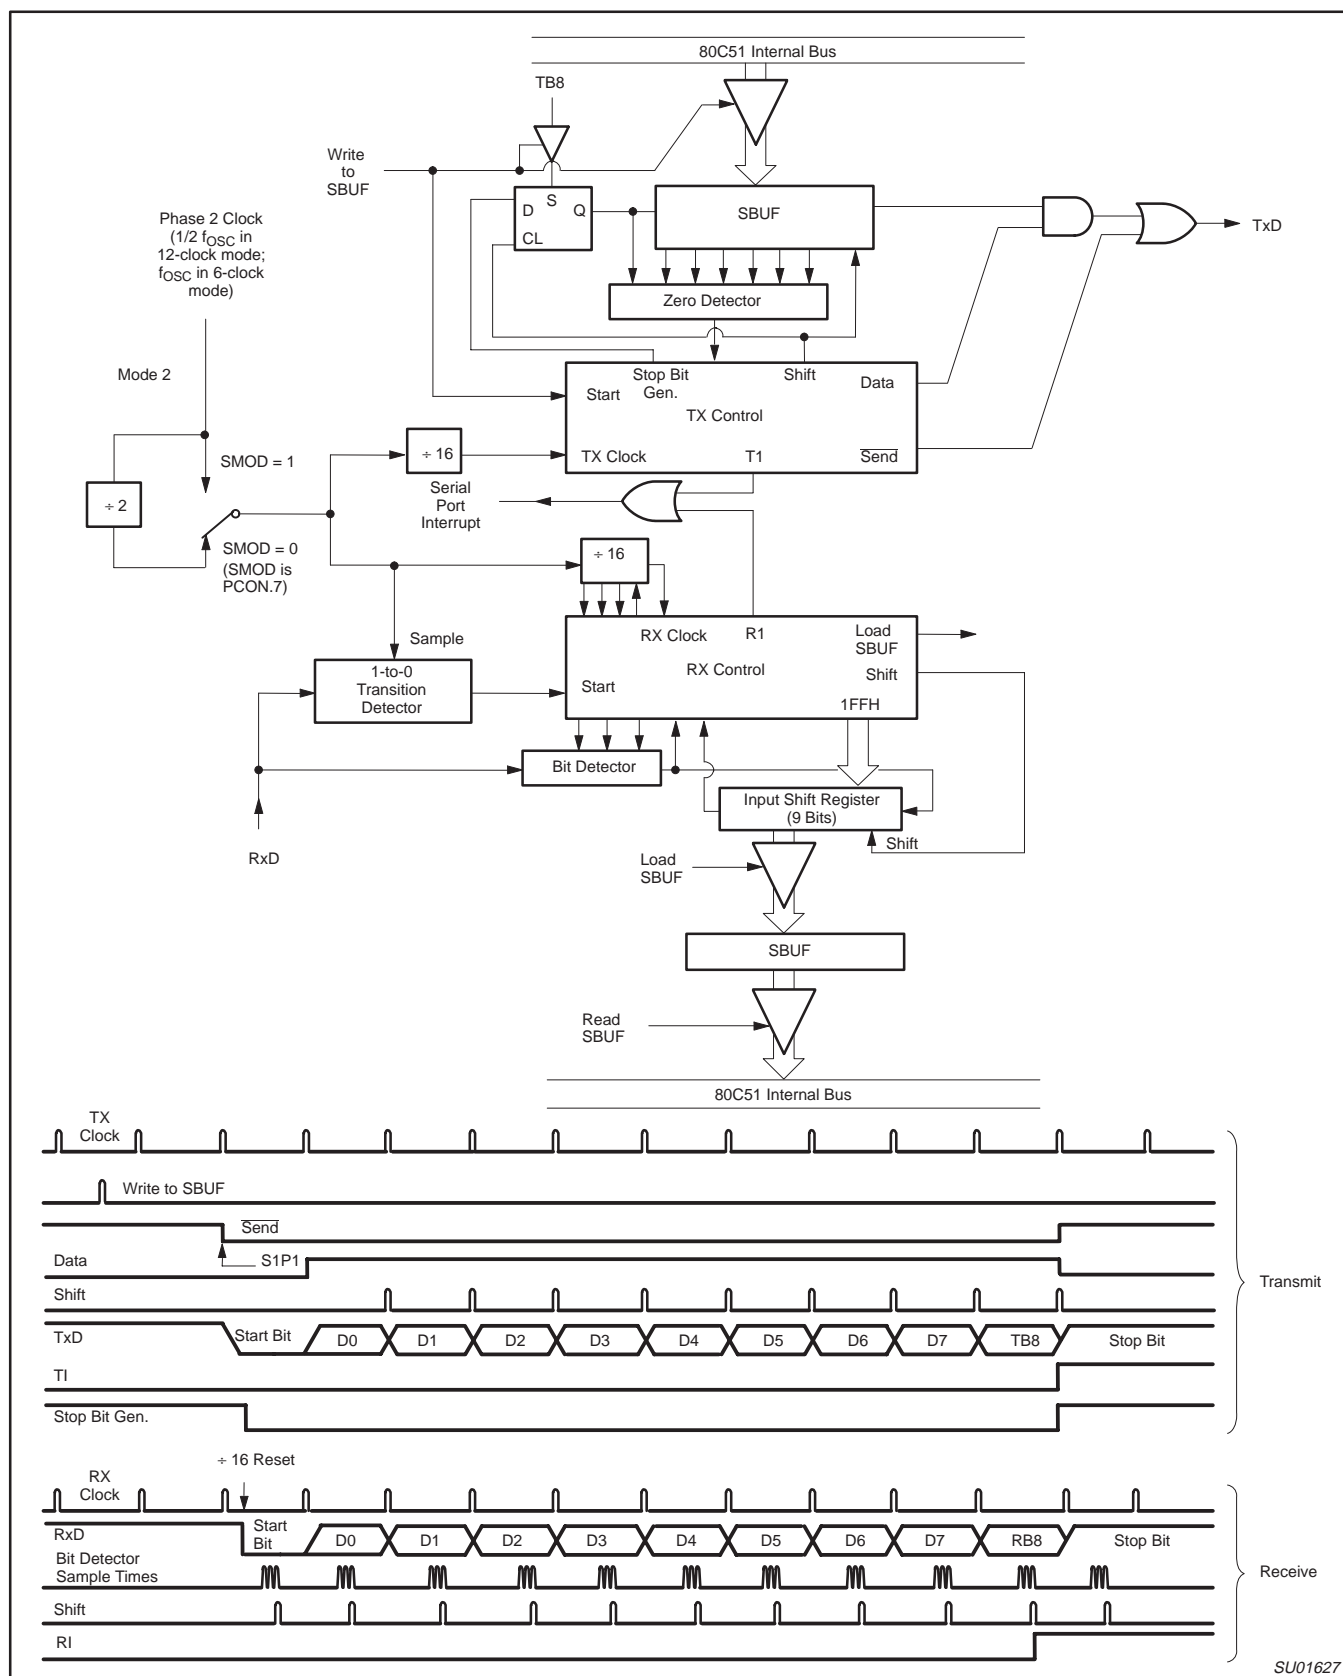 80C51 Internal Bus
TB8
Write
to
SBUF
S
D
Q
CL
SBUF
TxD
Phase 2 Clock
(1/2 fOSC in
12-clock mode;
fOSC in 6-clock
mode)
Zero Detector
Mode 2
Stop Bit
Gen.
Shift
Data
Start
TX Control
SMOD = 1
÷ 16
TX Clock
T1
Send
÷ 2
Serial
Port
Interrupt
SMOD = 0
(SMOD is
PCON.7)
÷ 16
Sample
RX Clock
R1
Load
SBUF
RX Control
Shift
Start
1FFH
1-to-0
Transition
Detector
Bit Detector
Input Shift Register
(9 Bits)
RxD
Shift
Load
SBUF
SBUF
Read
SBUF
80C51 Internal Bus
TX
Clock
Write to SBUF
Send
Data
S1P1
Transmit
Shift
TxD
Start Bit
D0
D1
D2
D3
D4
D5
D6
D7
TB8
Stop Bit
TI
Stop Bit Gen.
÷ 16 Reset
RX
Clock
RxD
Start
Bit
D0
D1
D2
D3
D4
D5
D6
D7
RB8
Stop Bit
Bit Detector
Sample Times
Receive
Shift
RI
SU01627